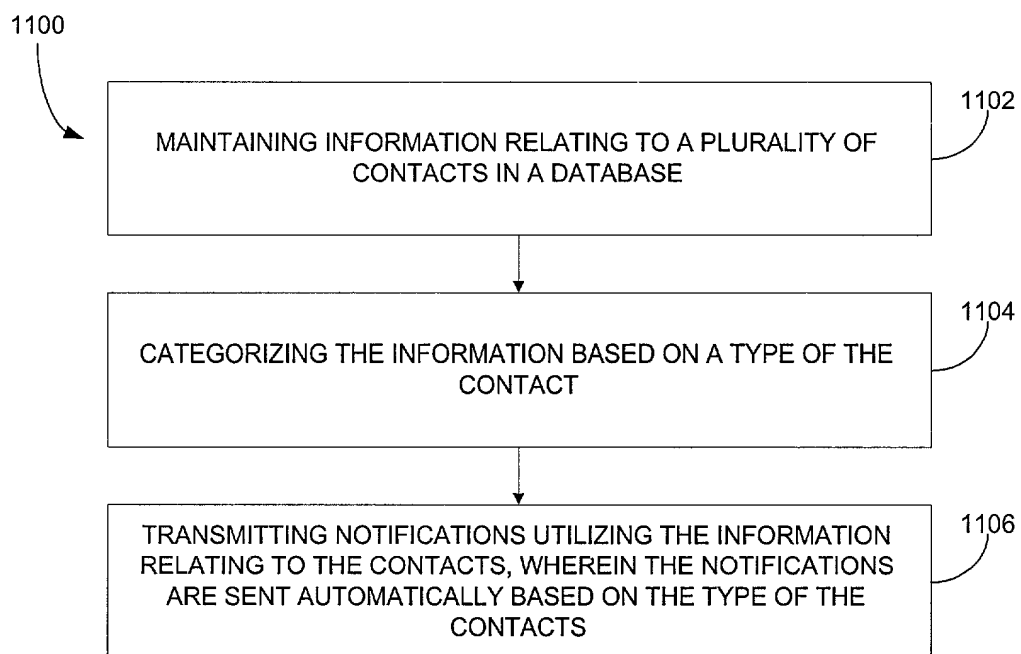 1100
1102
MAINTAINING INFORMATION RELATING TO A PLURALITY OF
CONTACTS IN A DATABASE
1104
CATEGORIZING THE INFORMATION BASED ON A TYPE OF THE
CONTACT
1106
TRANSMITTING NOTIFICATIONS UTILIZING THE INFORMATION
RELATING TO THE CONTACTS, WHEREIN THE NOTIFICATIONS
ARE SENT AUTOMATICALLY BASED ON THE TYPE OF THE
CONTACTS